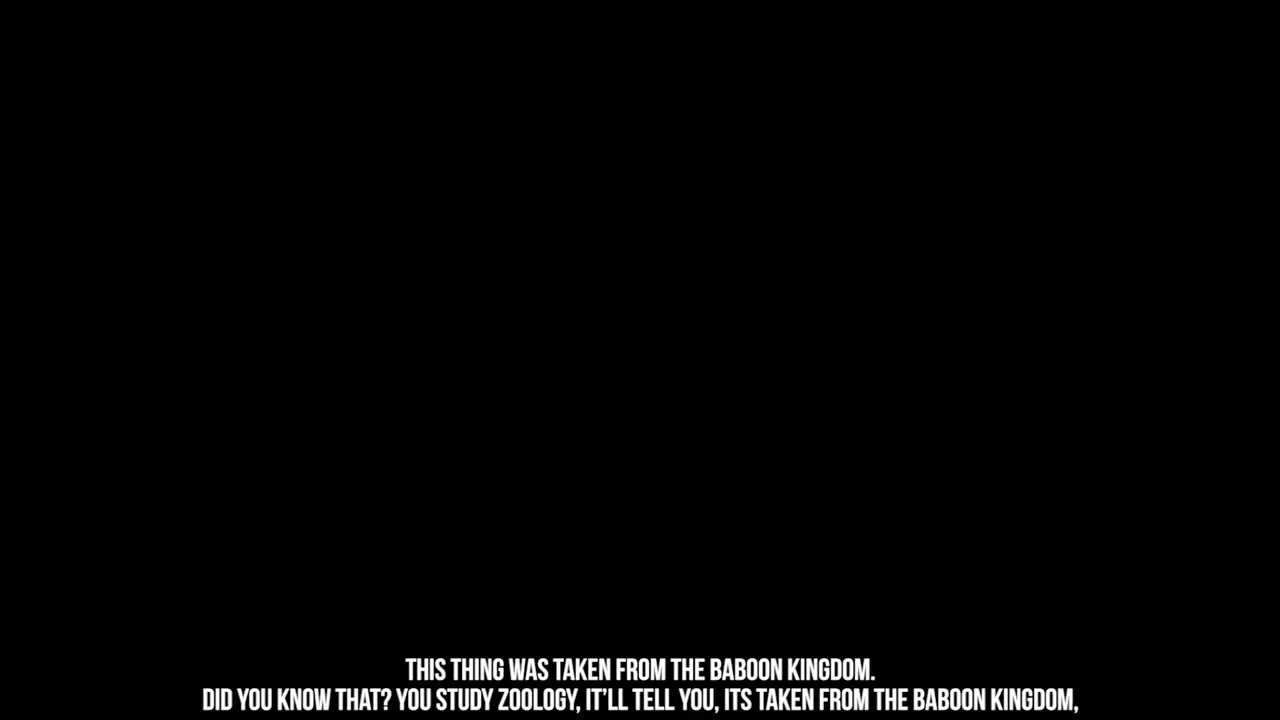 THIS THING WAS TAKEN FROM THE BABOON KINGDOM.
DID YOU KNOW THAT? YOU STUDY ZOOLOGY, IT'LL TELL YOU, ITS TAKEN FROM THE BABOON KINGDOM,